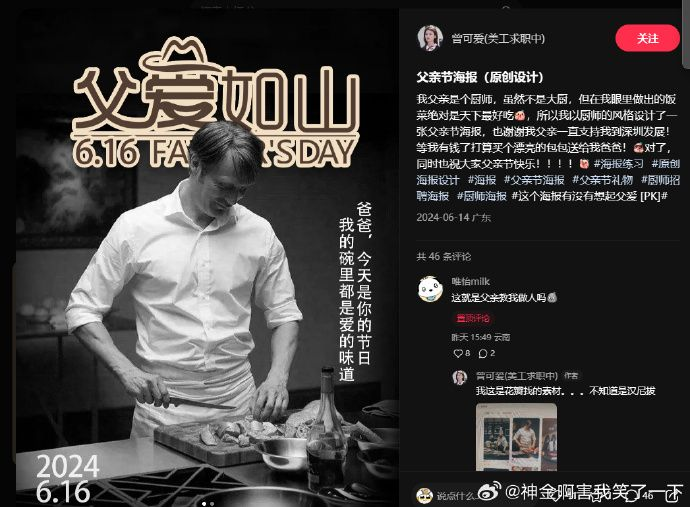 父爱如山
6.16 FA
R'SDAY
爸爸，今天是你的节日
我的碗里都是爱的味道
2024
6.16
曾可爱(美工求职中)
关注
父亲节海报（原创设计）
我父亲是个厨师，虽然不是大厨，但在我眼里做出的饭
菜绝对是天下最好吃，所以我以厨师的风格设计了一
张父亲节海报，也谢谢我父亲一直支持我到深圳发展！
等我有钱了打算买个漂亮的包包送给我爸爸！对了，
同时也祝大家父亲节快乐！！！！ #海报练习 #原创
海报设计 #海报 #父亲节海报 #父亲节礼物 #厨师招
聘海报 #厨师海报 #这个海报有没有想起父爱 [PK]#
2024-06-14 广东
共 46 条评论
唯怡milk
这就是父亲教我做人吗
置顶评论
昨天 15:49 云南
8 2
曾可爱(美工求职中) 作者
我这是花瓣找的素材。。。不知道是汉尼拔
说点什么...
46
@神金啊害我笑了一下